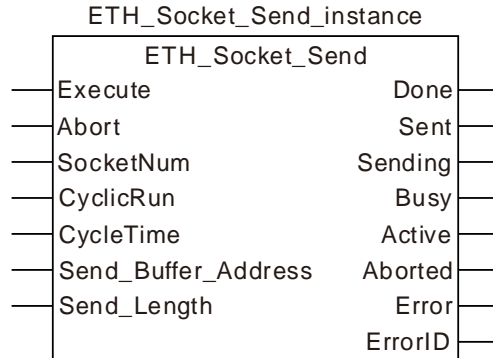 ETH_Socket_Send_instance
ETH_Socket_Send
Execute Done
Abort Sent
SocketNum Sending
CyclicRun Busy
CycleTime Active
Send_Buffer_Address Aborted
Send_Length Error
ErrorID